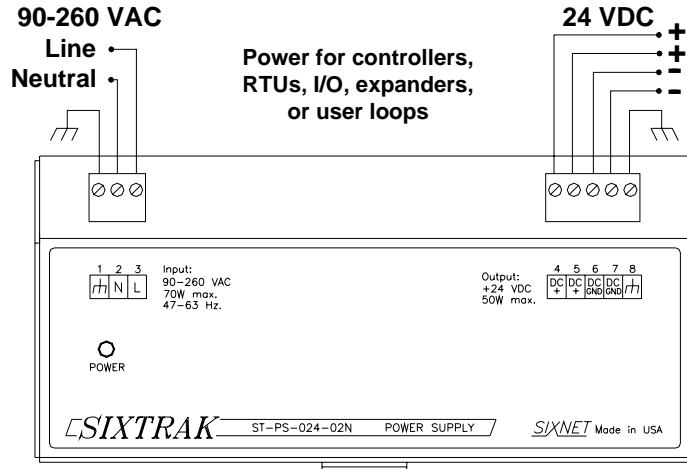 90-260 VAC
Line
Neutral
Power for controllers,
RTUs, I/O, expanders,
or user loops
24 VDC
+
+
-
-
1 2 3
N L
Input:
90-260 VAC
70W max.
47-63 Hz.
Output:
+24 VDC
50W max.
4 5 6 7 8
DC DC DC DC
+ + GND GND
POWER
SIXTRAK ST-PS-024-02N POWER SUPPLY SIXNET Made in USA